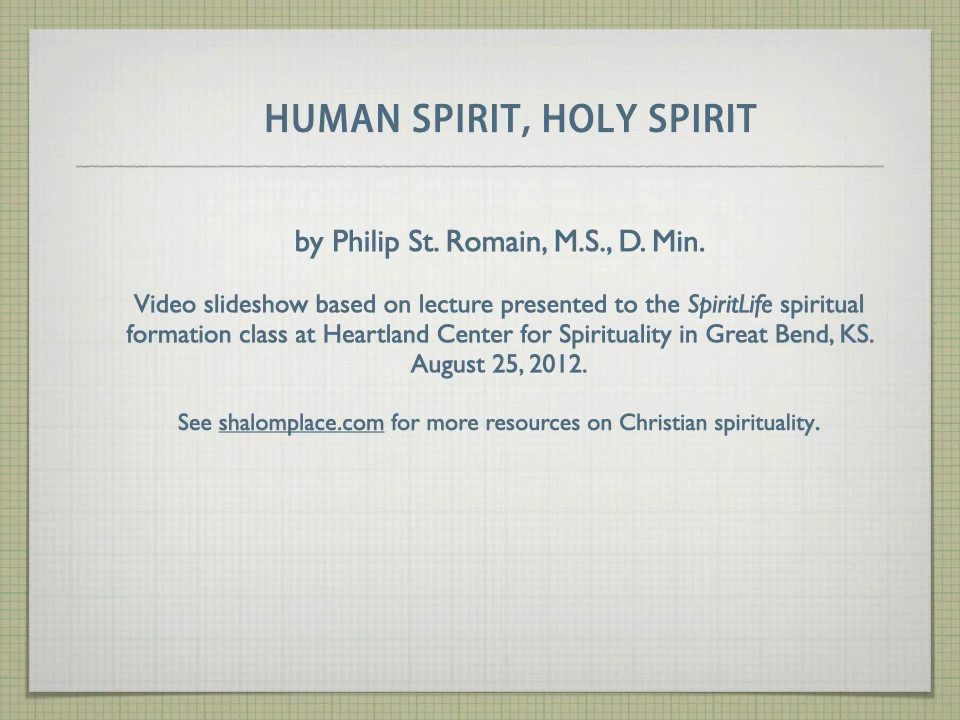 HUMAN SPIRIT, HOLY SPIRIT
by Philip St. Romain, M.S., D. Min.
Video slideshow based on lecture presented to the SpiritLife spiritual
formation class at Heartland Center for Spirituality in Great Bend, KS.
August 25, 2012.
See shalomplace.com for more resources on Christian spirituality.